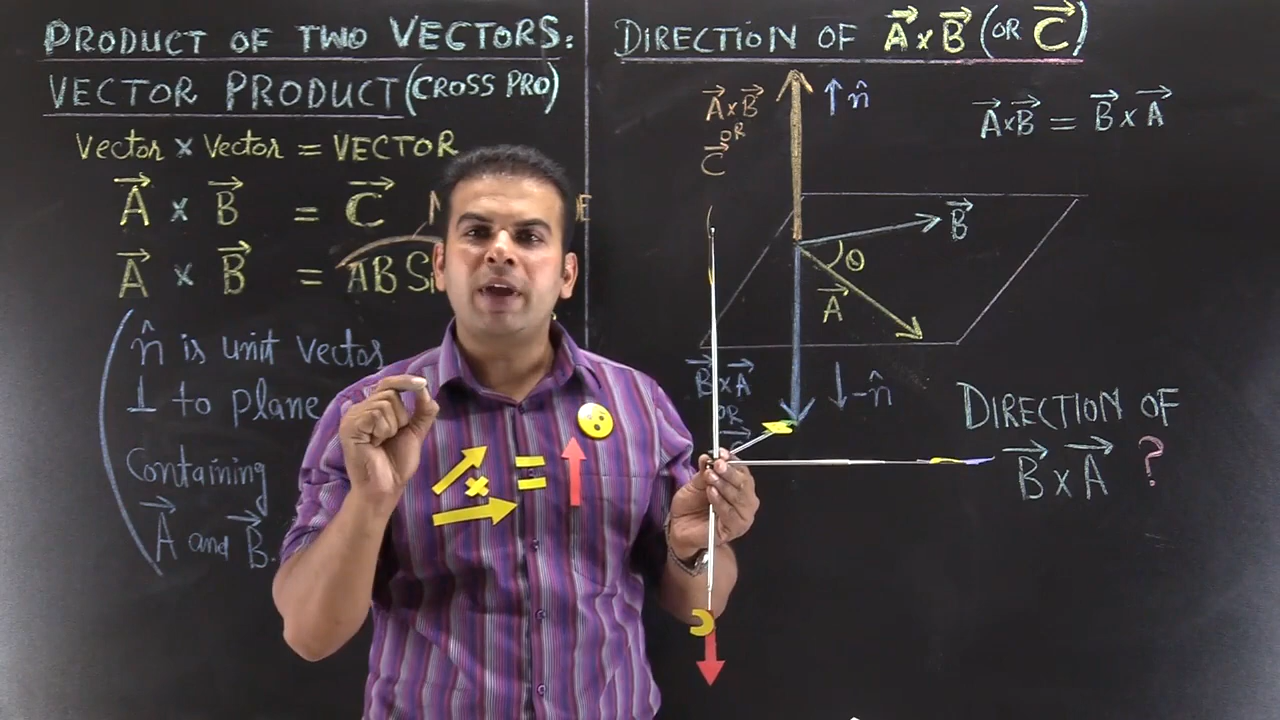 PRODUCT OF TWO VECTORS:
VECTOR PRODUCT (CROSS PRO)
Vector × Vector = VECTOR
A⃗ × B⃗ = C⃗
A⃗ × B⃗ = AB S
( n̂ is unit vector
⊥ to plane
Containing
A⃗ and B⃗.
DIRECTION OF A⃗×B⃗ (OR C⃗)
A⃗×B⃗
OR
C⃗
↑ n̂
A⃗×B⃗ = B⃗×A⃗
B⃗
θ
A⃗
B⃗×A⃗
OR
↓ -n̂
DIRECTION OF
B⃗×A⃗ ?
× =